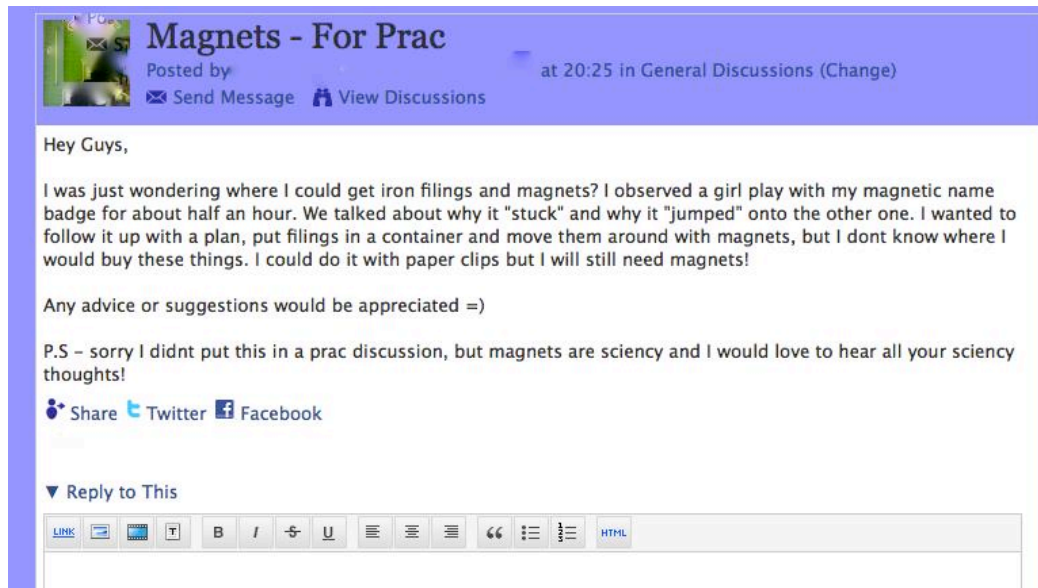 Magnets - For Prac
Posted by
at 20:25 in General Discussions (Change)
Send Message View Discussions
Hey Guys,
I was just wondering where I could get iron filings and magnets? I observed a girl play with my magnetic name
badge for about half an hour. We talked about why it "stuck" and why it "jumped" onto the other one. I wanted to
follow it up with a plan, put filings in a container and move them around with magnets, but I dont know where I
would buy these things. I could do it with paper clips but I will still need magnets!
Any advice or suggestions would be appreciated =)
P.S – sorry I didnt put this in a prac discussion, but magnets are sciency and I would love to hear all your sciency
thoughts!
Share Twitter Facebook
▼ Reply to This
LINK T B I S U HTML